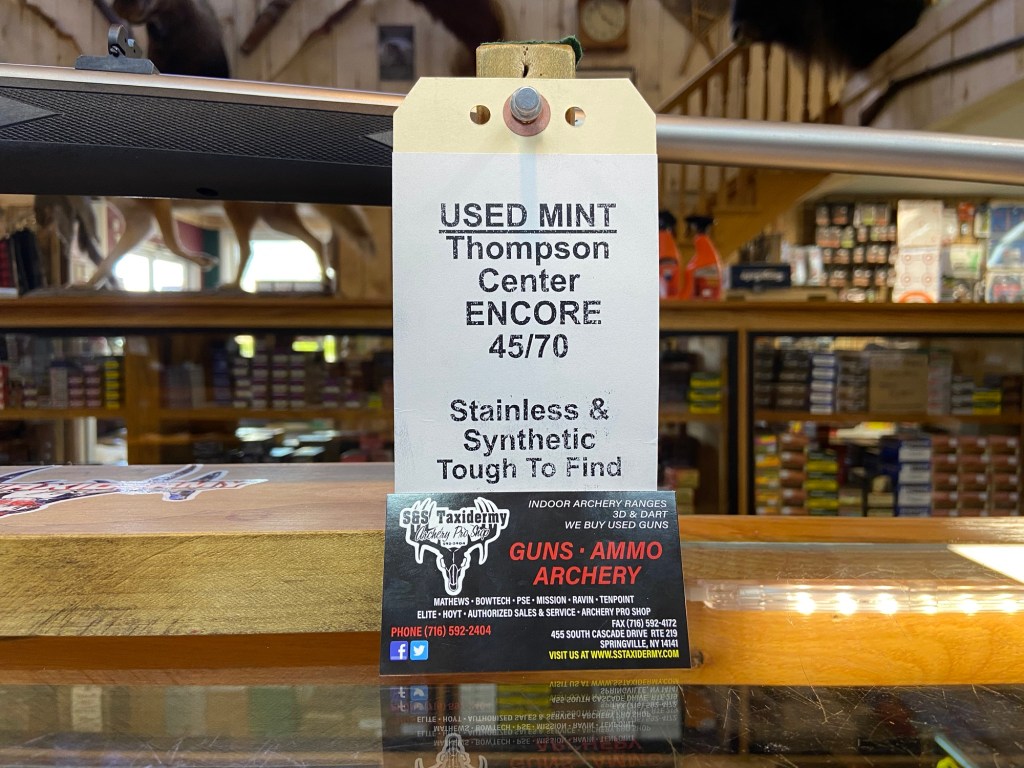 USED MINT
Thompson
Center
ENCORE
45/70
Stainless &
Synthetic
Tough To Find
S&S Taxidermy
Archery Pro Shop
INDOOR ARCHERY RANGES
3D & DART
WE BUY USED GUNS
GUNS · AMMO
ARCHERY
MATHEWS • BOWTECH • PSE • MISSION • RAVIN • TENPOINT
ELITE • HOYT • AUTHORIZED SALES & SERVICE • ARCHERY PRO SHOP
PHONE (716) 592-2404
FAX (716) 592-4172
455 SOUTH CASCADE DRIVE RTE 219
SPRINGVILLE, NY 14141
VISIT US AT WWW.SSTAXIDERMY.COM